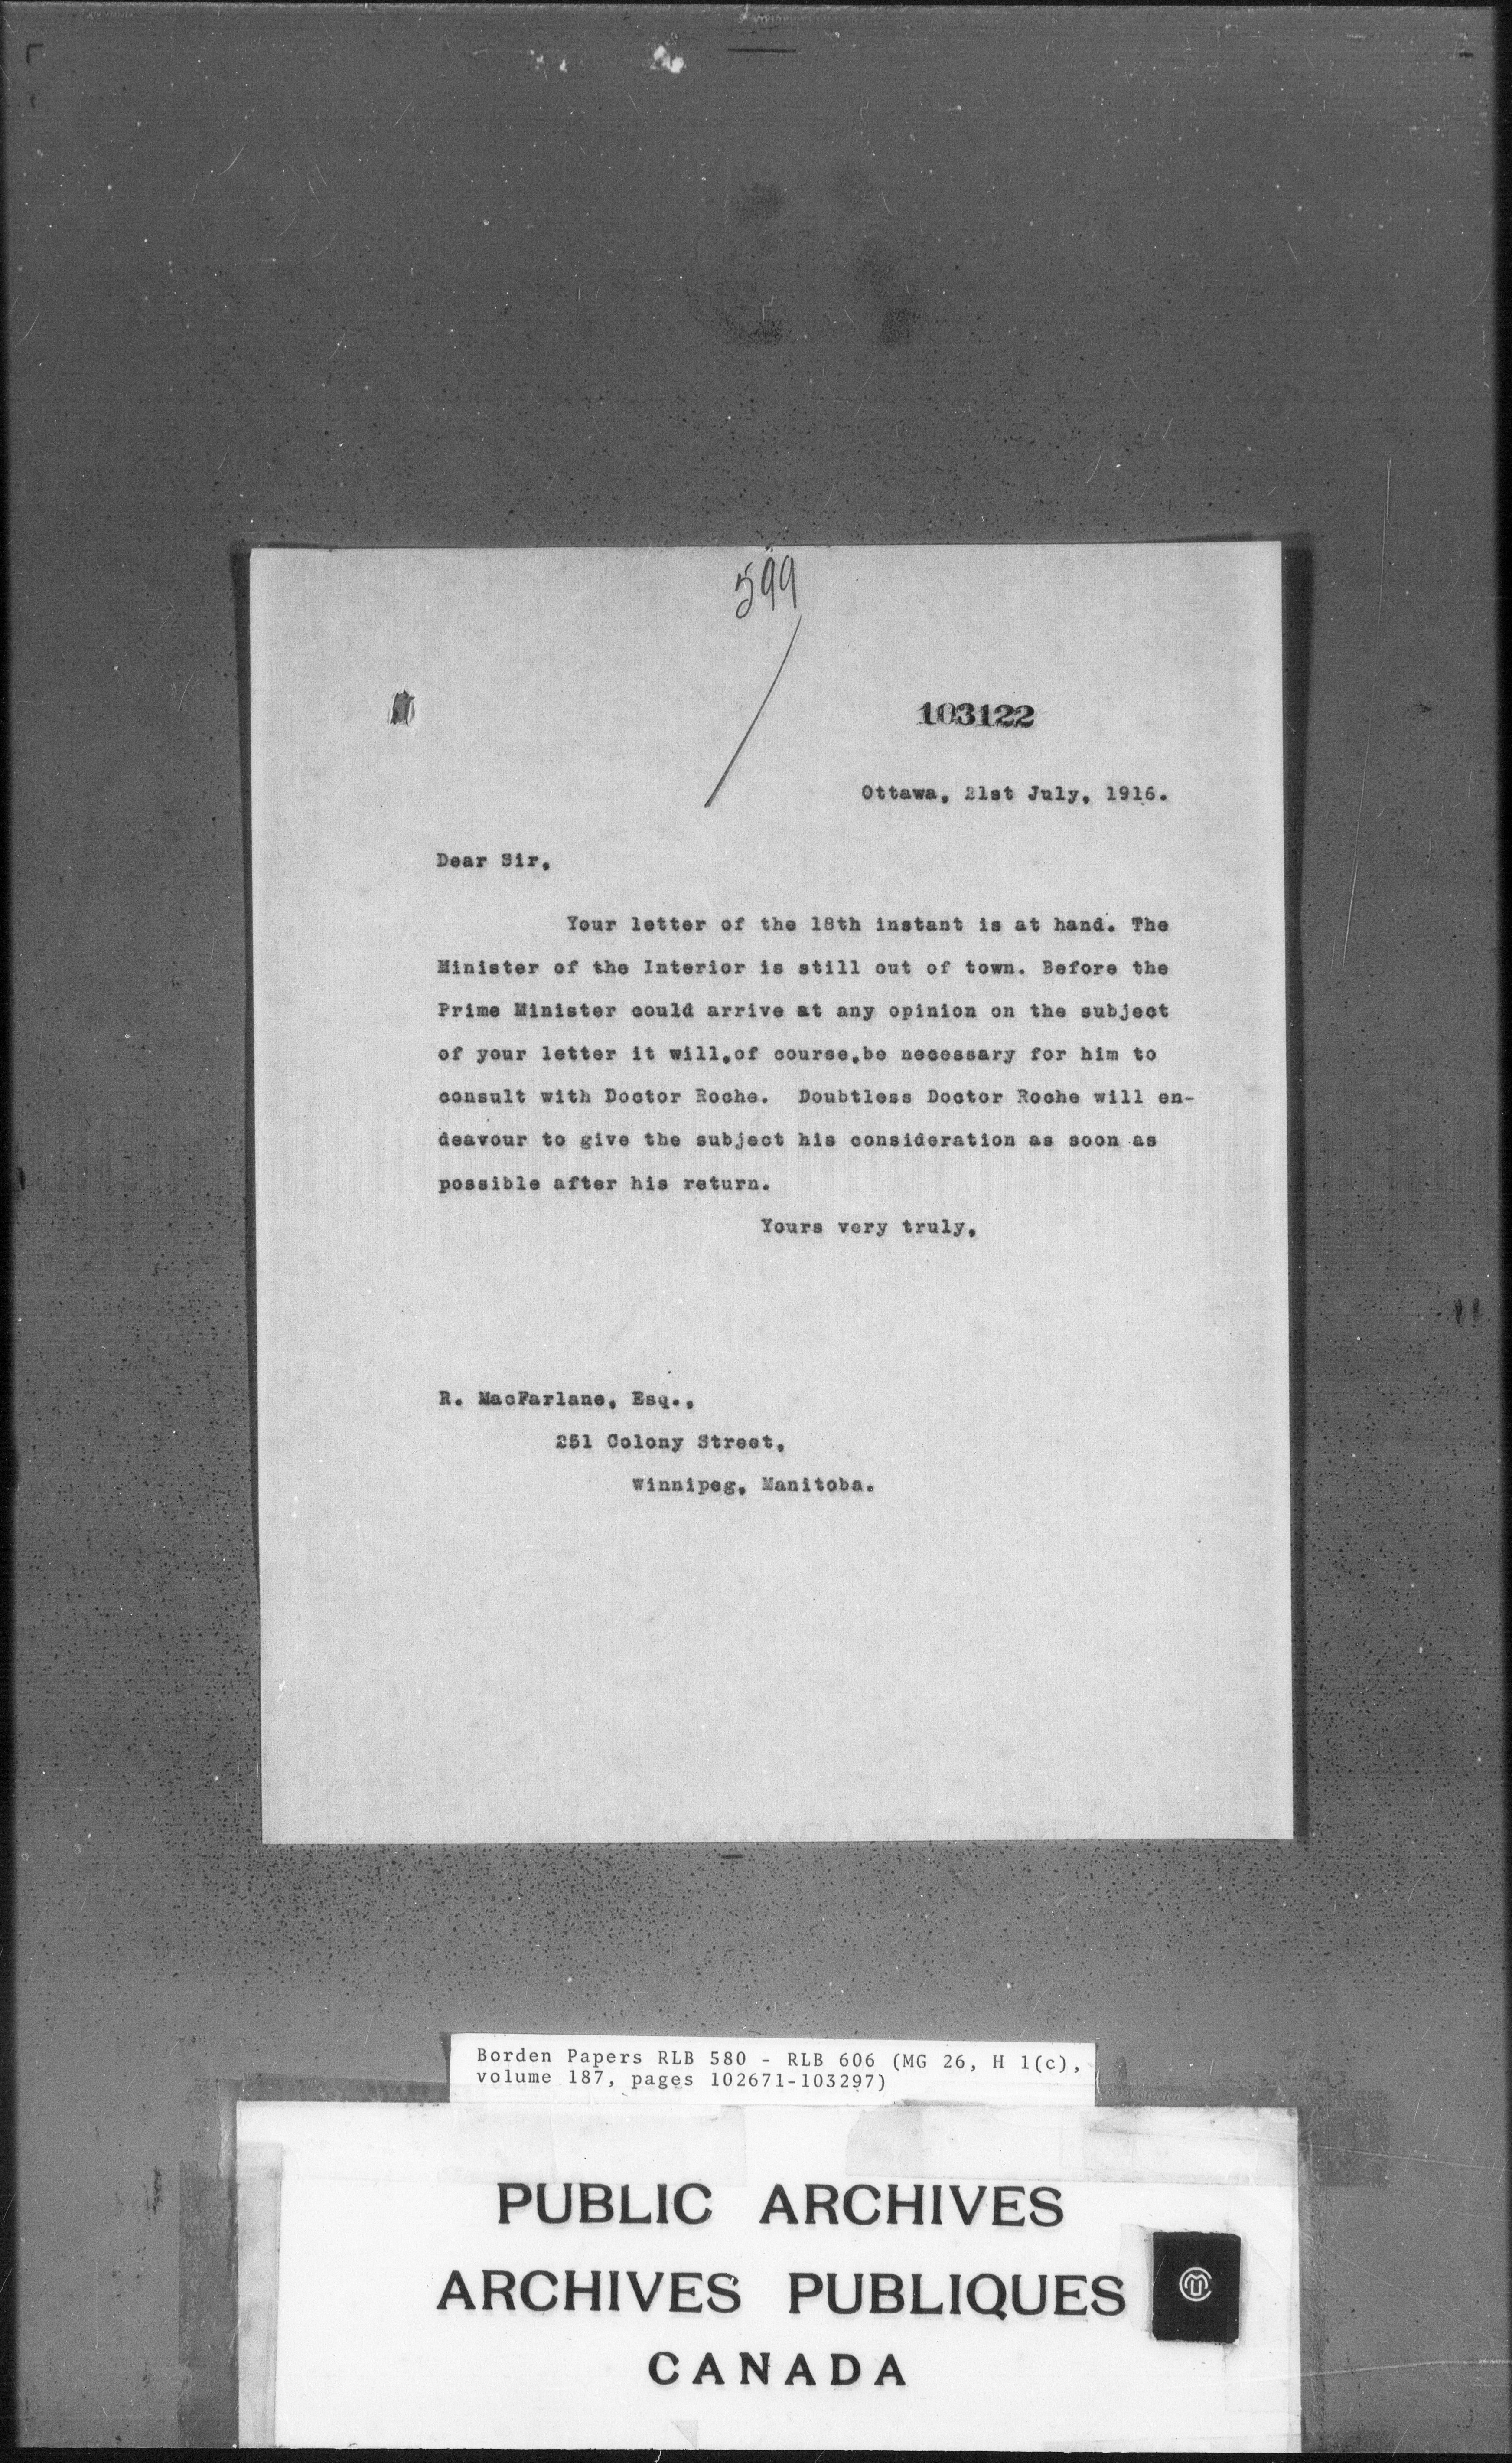 599
103122
Ottawa, 21st July, 1916.
Dear Sir,
Your letter of the 18th instant is at hand. The
Minister of the Interior is still out of town. Before the
Prime Minister could arrive at any opinion on the subject
of your letter it will,of course,be necessary for him to
consult with Doctor Roche. Doubtless Doctor Roche will en-
deavour to give the subject his consideration as soon as
possible after his return.
Yours very truly,
R. MacFarlane, Esq.,
251 Colony Street,
Winnipeg, Manitoba.
Borden Papers RLB 580 - RLB 606 (MG 26, H 1(c),
volume 187, pages 102671-103297)
PUBLIC ARCHIVES
ARCHIVES PUBLIQUES
CANADA